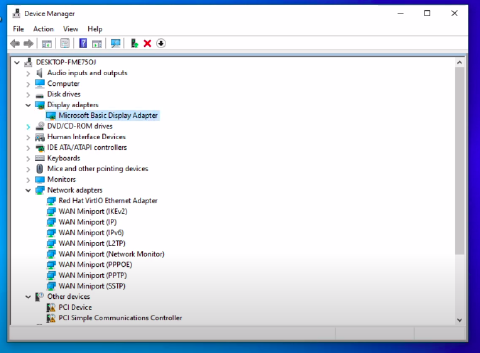 Device Manager
File Action View Help
DESKTOP-FME75OJ
Audio inputs and outputs
Computer
Disk drives
Display adapters
Microsoft Basic Display Adapter
DVD/CD-ROM drives
Human Interface Devices
IDE ATA/ATAPI controllers
Keyboards
Mice and other pointing devices
Monitors
Network adapters
Red Hat VirtIO Ethernet Adapter
WAN Miniport (IKEv2)
WAN Miniport (IP)
WAN Miniport (IPv6)
WAN Miniport (L2TP)
WAN Miniport (Network Monitor)
WAN Miniport (PPPOE)
WAN Miniport (PPTP)
WAN Miniport (SSTP)
Other devices
PCI Device
PCI Simple Communications Controller